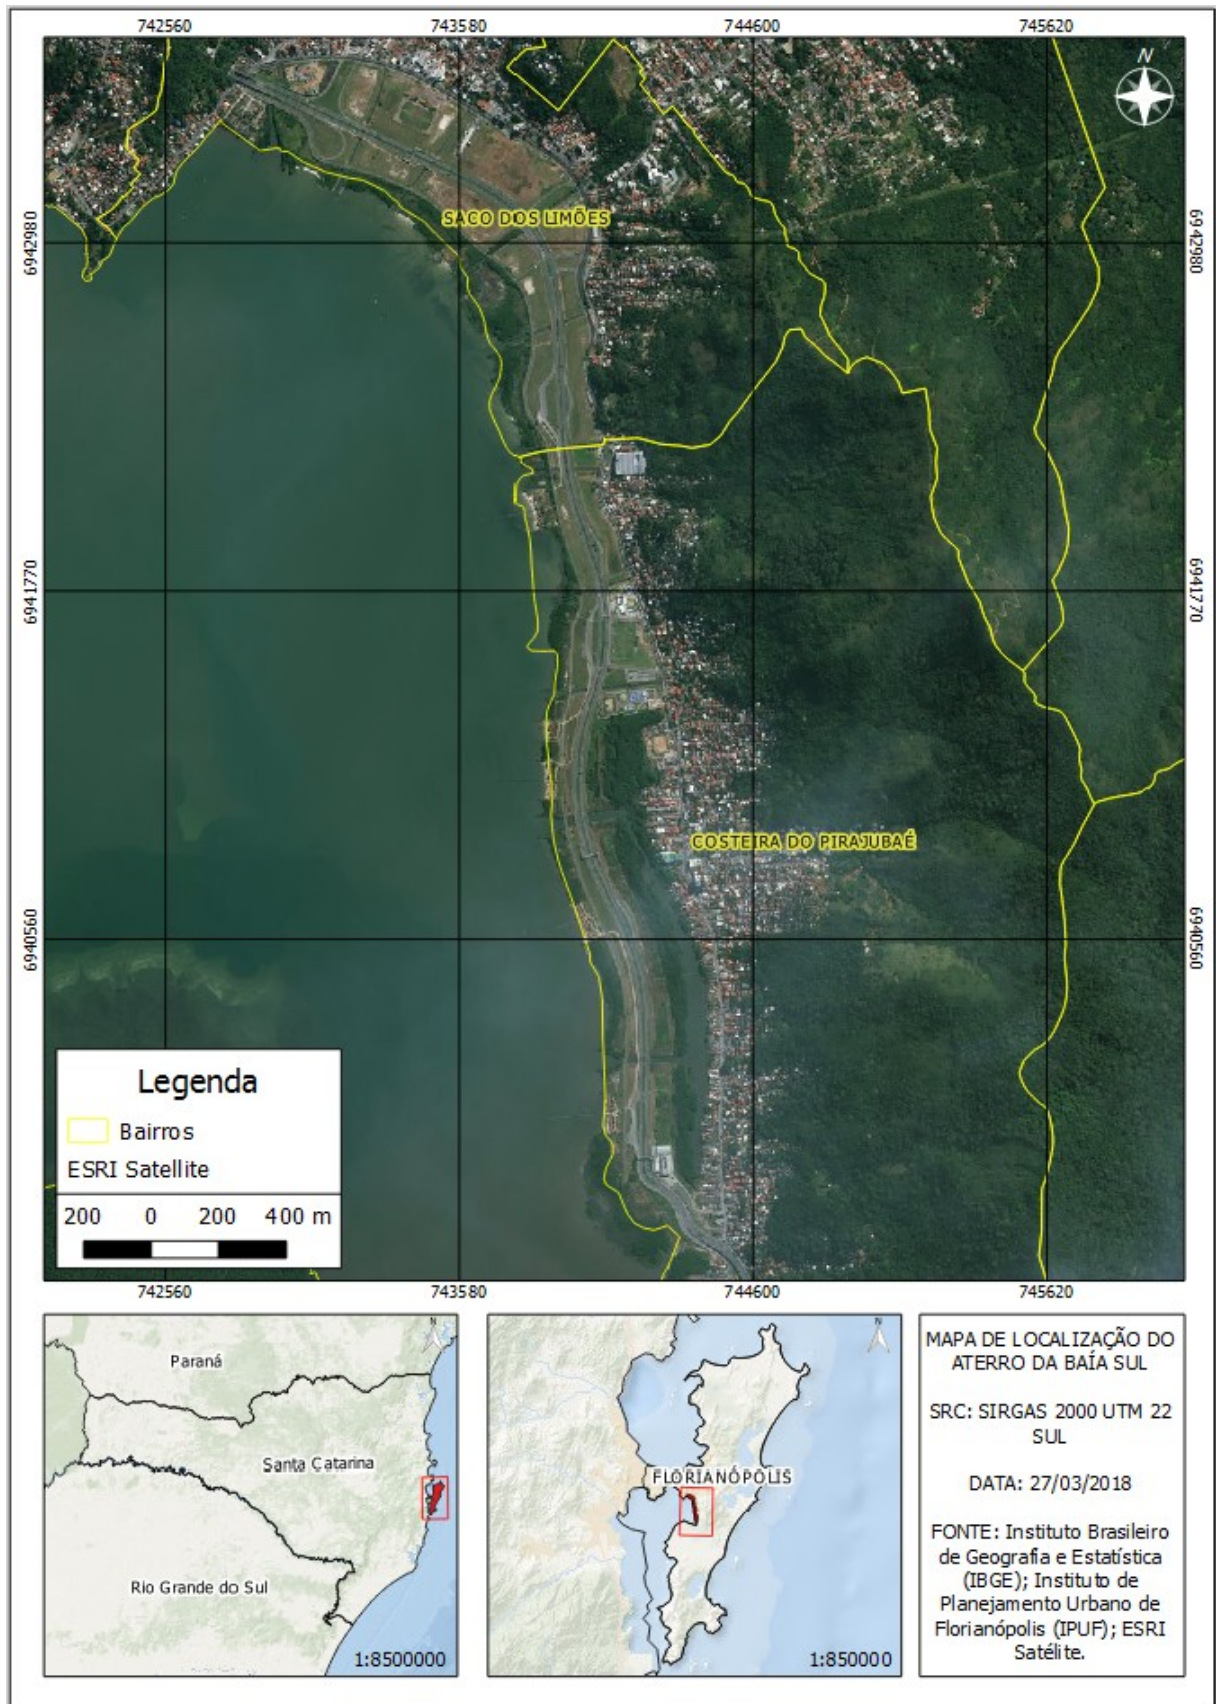 742560
743580
744600
745620
N
SACO DOS LIMÕES
6942980
6942980
6941770
6941770
COSTEIRA DO PIRAJUBAÉ
6940560
6940560
Legenda
Bairros
ESRI Satellite
200 0 200 400 m
742560
743580
744600
745620
N
Paraná
Santa Catarina
Rio Grande do Sul
1:8500000
N
FLORIANÓPOLIS
1:850000
MAPA DE LOCALIZAÇÃO DO
ATERRO DA BAÍA SUL
SRC: SIRGAS 2000 UTM 22
SUL
DATA: 27/03/2018
FONTE: Instituto Brasileiro
de Geografia e Estatística
(IBGE); Instituto de
Planejamento Urbano de
Florianópolis (IPUF); ESRI
Satélite.